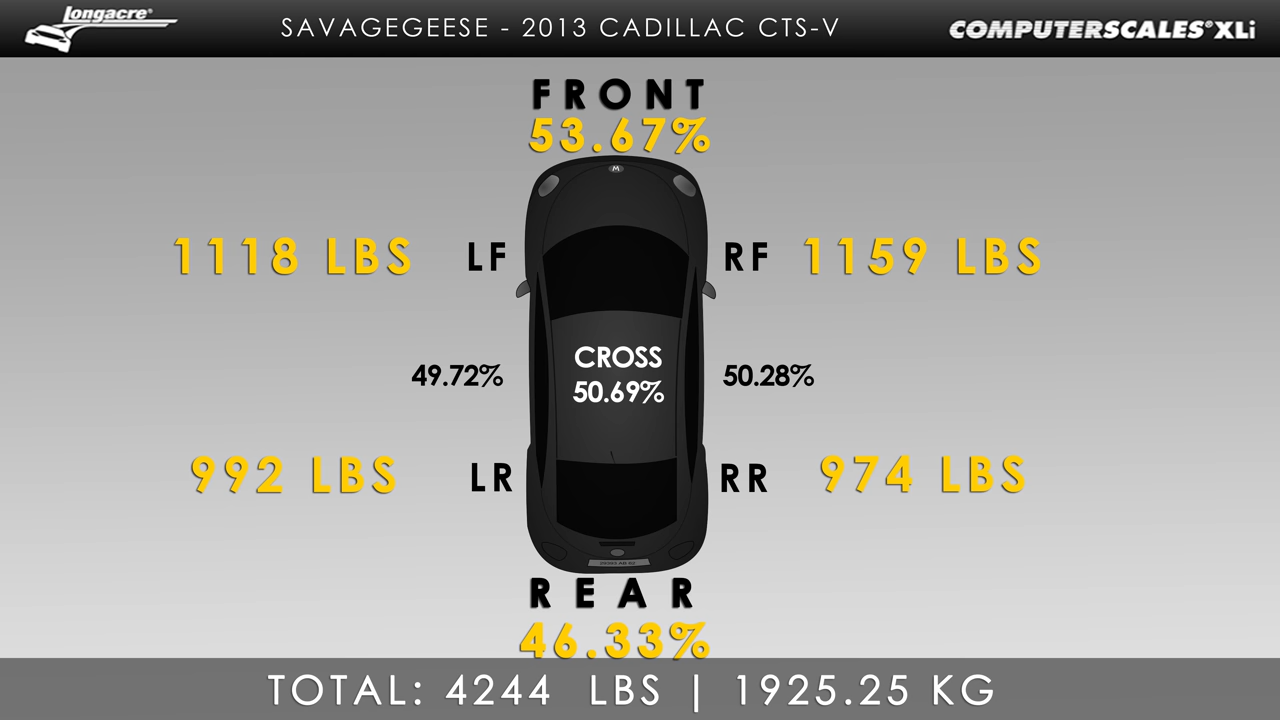 Longacre®
SAVAGEGEESE - 2013 CADILLAC CTS-V
COMPUTERSCALES® XLi
FRONT
53.67%
M
1118 LBS LF RF 1159 LBS
CROSS
49.72% 50.69% 50.28%
992 LBS LR RR 974 LBS
REAR
46.33%
TOTAL: 4244 LBS | 1925.25 KG